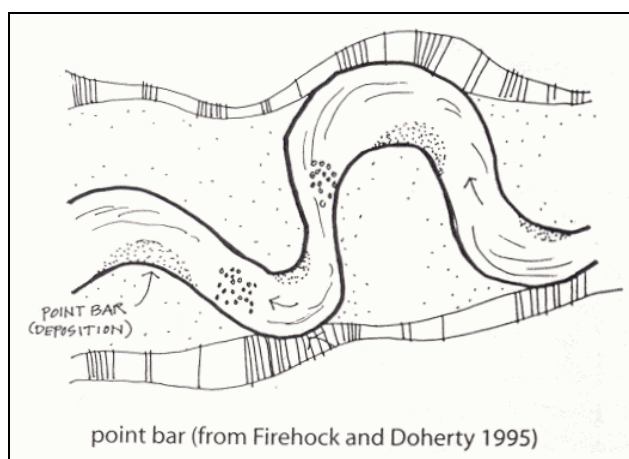 POINT BAR
(DEPOSITION)
point bar (from Firehock and Doherty 1995)